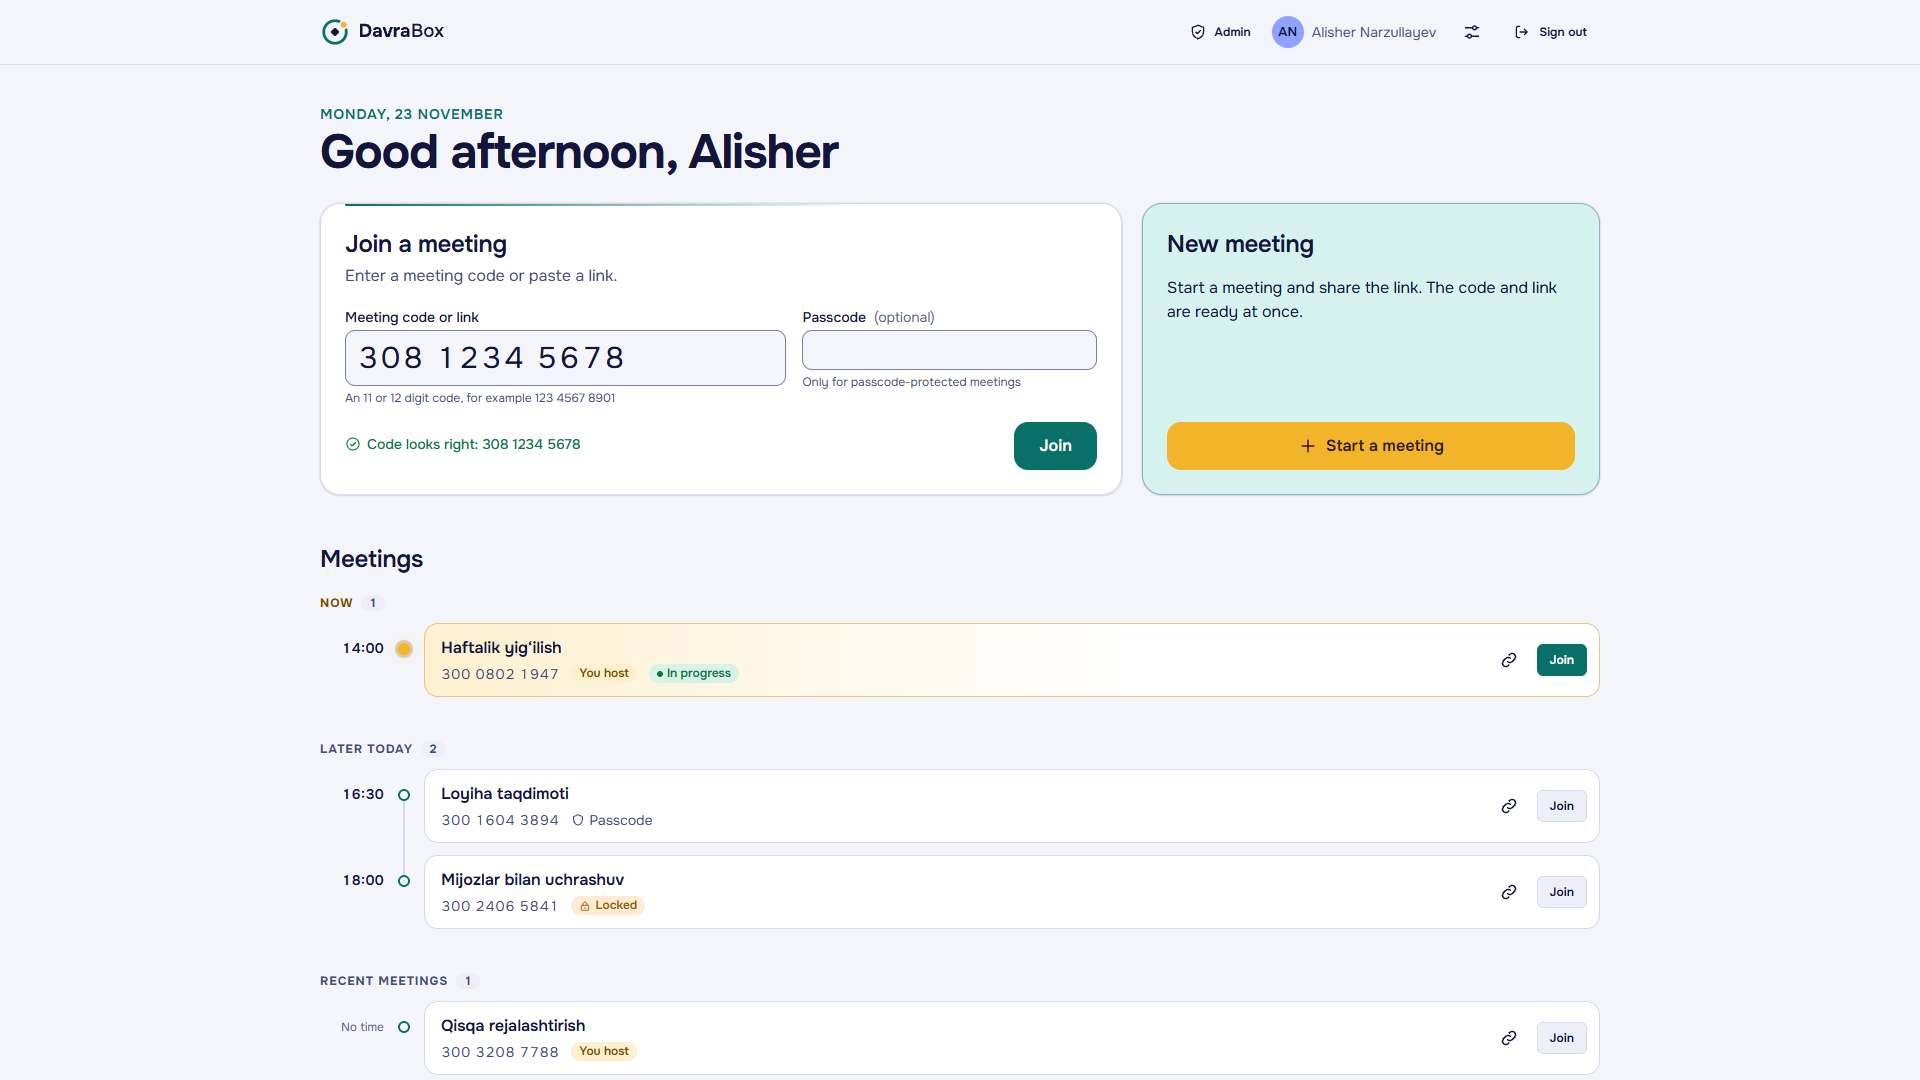 DavraBox
Admin
AN
Alisher Narzullayev
Sign out
MONDAY, 23 NOVEMBER
Good afternoon, Alisher
Join a meeting
Enter a meeting code or paste a link.
Meeting code or link
308 1234 5678
An 11 or 12 digit code, for example 123 4567 8901
Passcode (optional)
Only for passcode-protected meetings
Code looks right: 308 1234 5678
Join
New meeting
Start a meeting and share the link. The code and link
are ready at once.
Start a meeting
Meetings
NOW 1
14:00
Haftalik yig‘ilish
300 0802 1947 You host In progress
Join
LATER TODAY 2
16:30
Loyiha taqdimoti
300 1604 3894 Passcode
Join
18:00
Mijozlar bilan uchrashuv
300 2406 5841 Locked
Join
RECENT MEETINGS 1
No time
Qisqa rejalashtirish
300 3208 7788 You host
Join